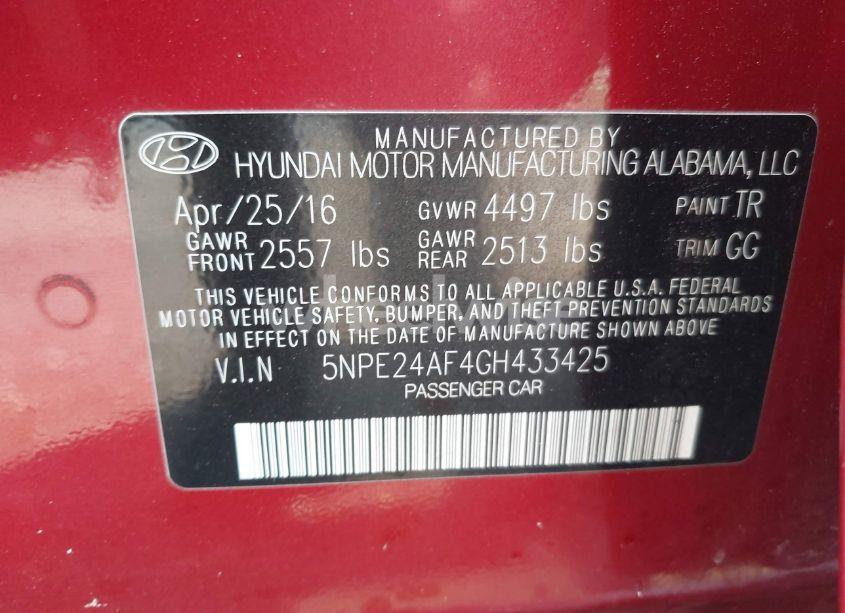 MANUFACTURED BY
HYUNDAI MOTOR MANUFACTURING ALABAMA, LLC
Apr/25/16 GVWR 4497 lbs PAINT TR
GAWR FRONT 2557 lbs GAWR REAR 2513 lbs TRIM GG
THIS VEHICLE CONFORMS TO ALL APPLICABLE U.S.A. FEDERAL
MOTOR VEHICLE SAFETY, BUMPER, AND THEFT PREVENTION STANDARDS
IN EFFECT ON THE DATE OF MANUFACTURE SHOWN ABOVE.
V.I.N 5NPE24AF4GH433425
PASSENGER CAR